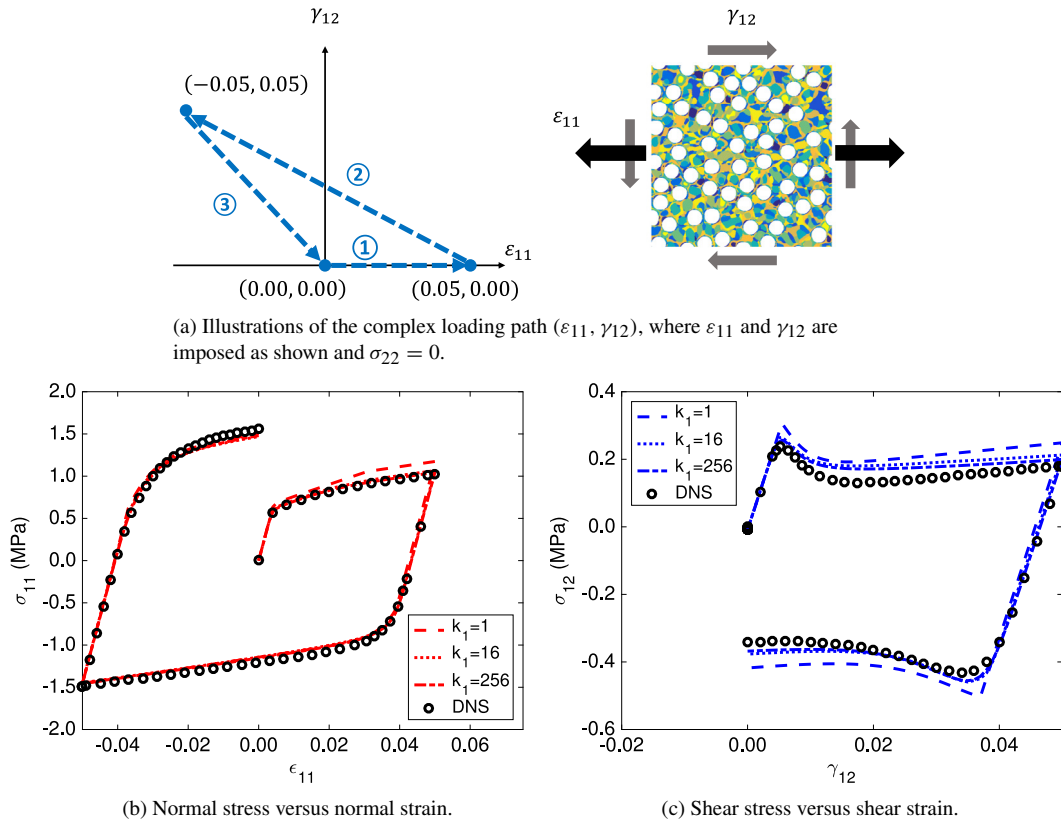 γ12
(−0.05, 0.05)
②
③
①
ε11
(0.00, 0.00)
(0.05, 0.00)
γ12
ε11
(a) Illustrations of the complex loading path (ε11, γ12), where ε11 and γ12 are
imposed as shown and σ22 = 0.
2.0
1.5
1.0
0.5
0.0
-0.5
-1.0
-1.5
-2.0
σ11 (MPa)
k1=1
k1=16
k1=256
DNS
-0.04
-0.02
0.00
0.02
0.04
0.06
ϵ11
(b) Normal stress versus normal strain.
0.4
0.2
0.0
-0.2
-0.4
-0.6
σ12 (MPa)
k1=1
k1=16
k1=256
DNS
-0.02
0.00
0.02
0.04
γ12
(c) Shear stress versus shear strain.